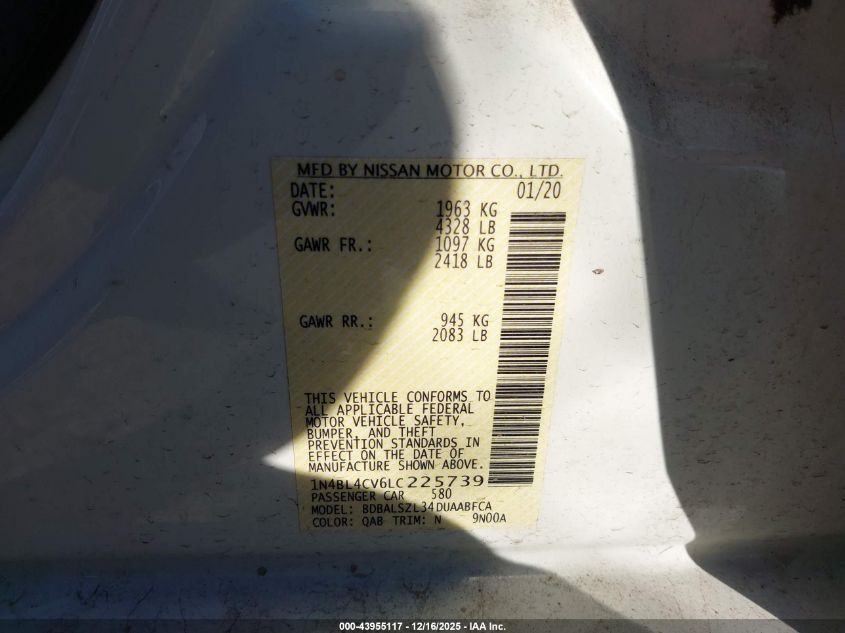 MFD BY NISSAN MOTOR CO., LTD.
DATE: 01/20
GVWR: 1963 KG
4328 LB
GAWR FR.: 1097 KG
2418 LB
GAWR RR.: 945 KG
2083 LB
THIS VEHICLE CONFORMS TO
ALL APPLICABLE FEDERAL
MOTOR VEHICLE SAFETY,
BUMPER, AND THEFT
PREVENTION STANDARDS IN
EFFECT ON THE DATE OF
MANUFACTURE SHOWN ABOVE.
1N4BL4CV6LC225739
PASSENGER CAR 580
MODEL: BDBALSZL34DUAABFCA
COLOR: QAB TRIM: N 9N00A
000-43955117 - 12/16/2025 - IAA Inc.